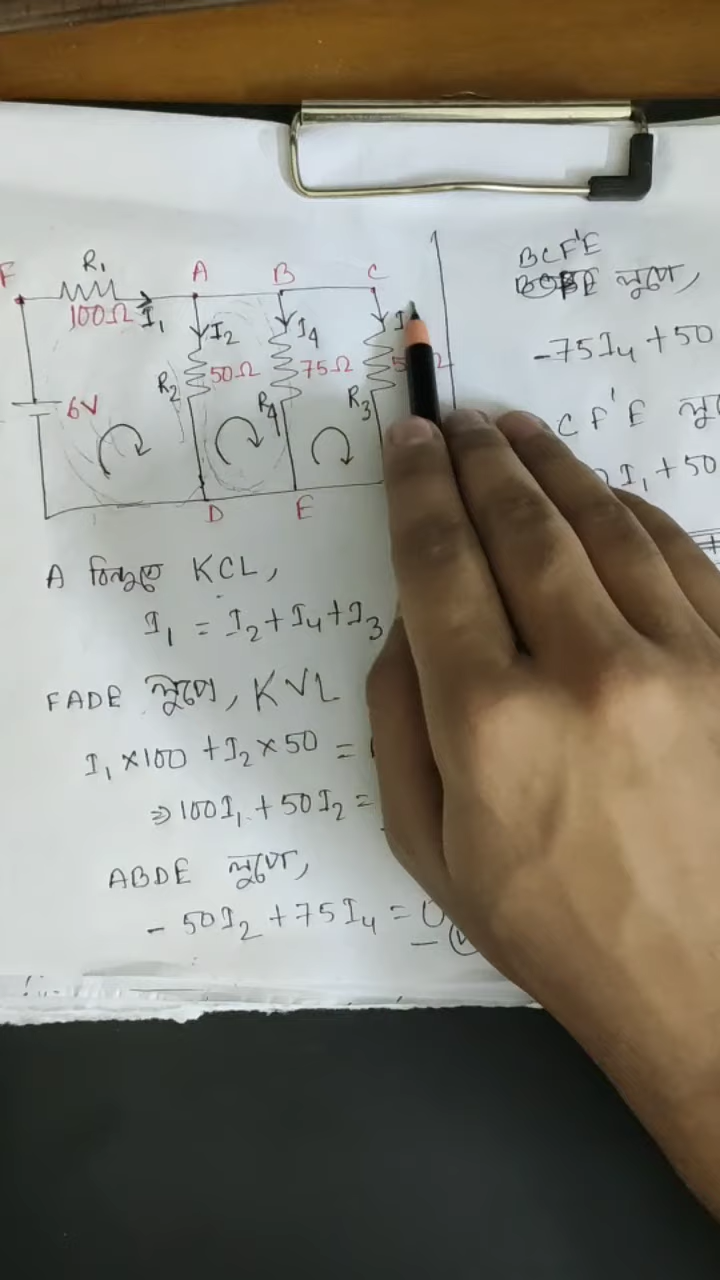 F R₁ A B C
100Ω I₁ I₂ I₄
R₂ 50Ω 75Ω
6V R₄ R₃
D E
A বিন্দুতে KCL,
I₁ = I₂ + I₄ + I₃
FADE লুপে, KVL
I₁ × 100 + I₂ × 50 =
⇒ 100I₁ + 50I₂ =
ABDE লুপে,
- 50I₂ + 75I₄ = 0
BCF'E
লুপে,
-75I₄ + 50
CF'E
I₁ + 50